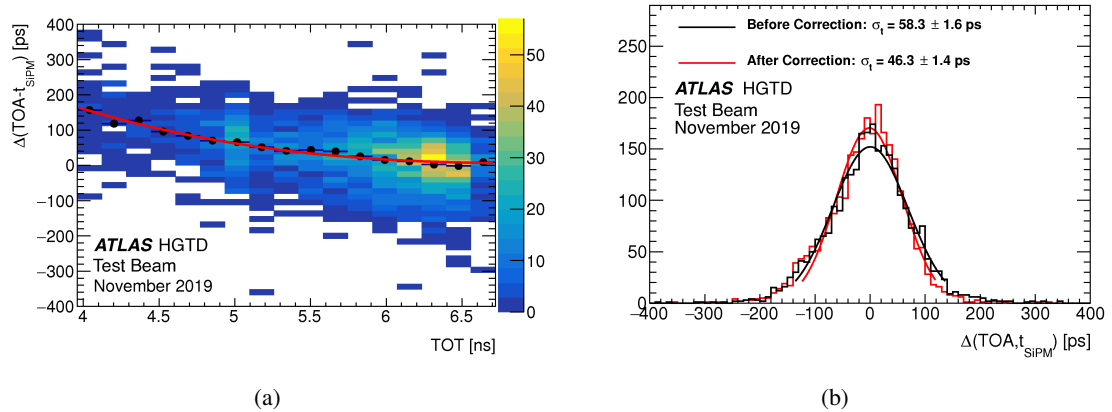 Δ(TOA-t_SiPM) [ps]
400
300
200
100
0
−100
−200
−300
−400
ATLAS HGTD
Test Beam
November 2019
4
4.5
5
5.5
6
6.5
TOT [ns]
50
40
30
20
10
0
(a)
Before Correction: σ_t = 58.3 ± 1.6 ps
After Correction: σ_t = 46.3 ± 1.4 ps
ATLAS HGTD
Test Beam
November 2019
250
200
150
100
50
0
−400
−300
−200
−100
0
100
200
300
400
Δ(TOA,t_SiPM) [ps]
(b)